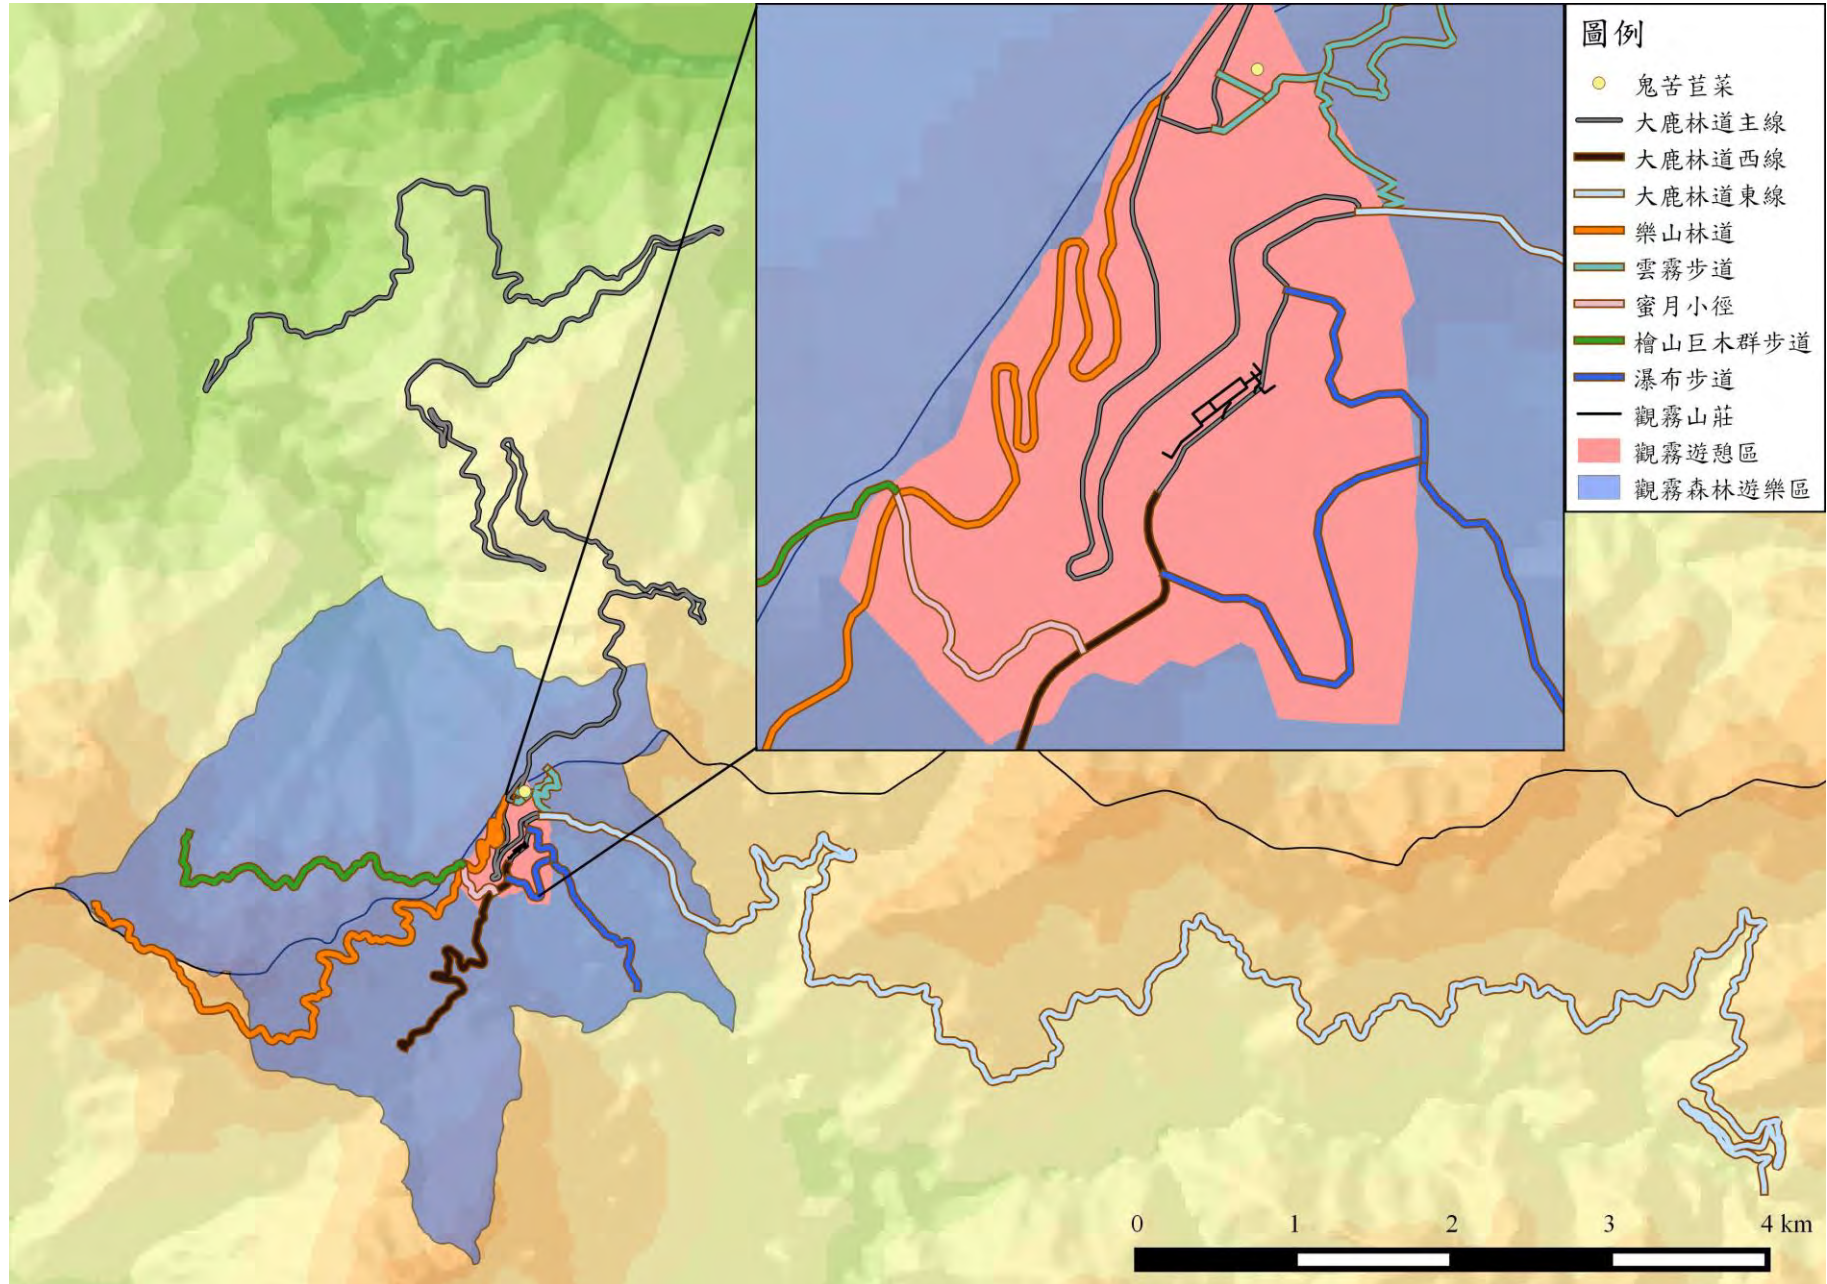 圖例
鬼苦苣菜
大鹿林道主線
大鹿林道西線
大鹿林道東線
樂山林道
雲霧步道
蜜月小徑
檜山巨木群步道
瀑布步道
觀霧山莊
觀霧遊憩區
觀霧森林遊樂區
0 1 2 3 4 km